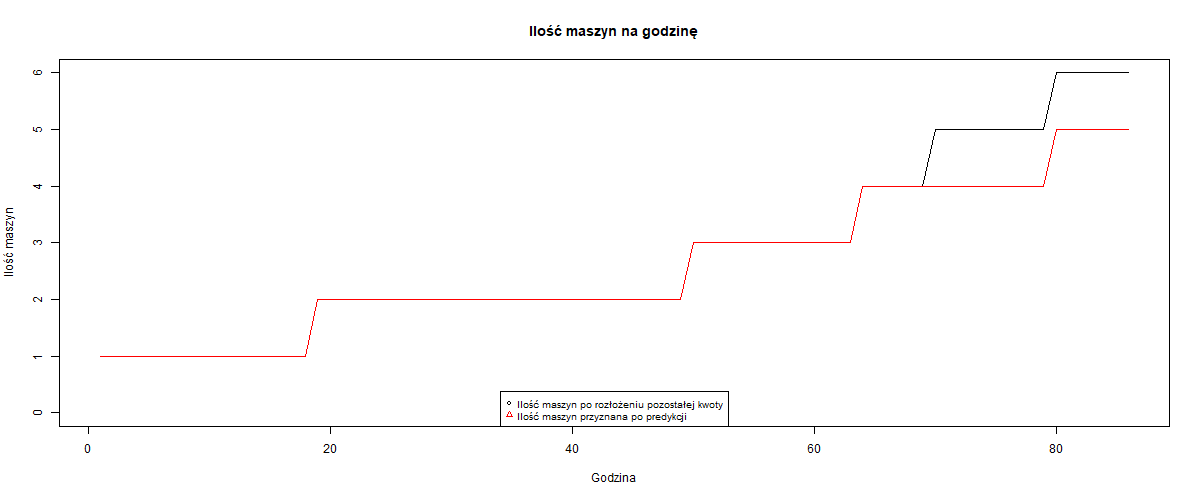 Ilość maszyn na godzinę
6
5
4
3
2
1
0
Ilość maszyn
Ilość maszyn po rozłożeniu pozostałej kwoty
Ilość maszyn przyznana po predykcji
0 20 40 60 80
Godzina